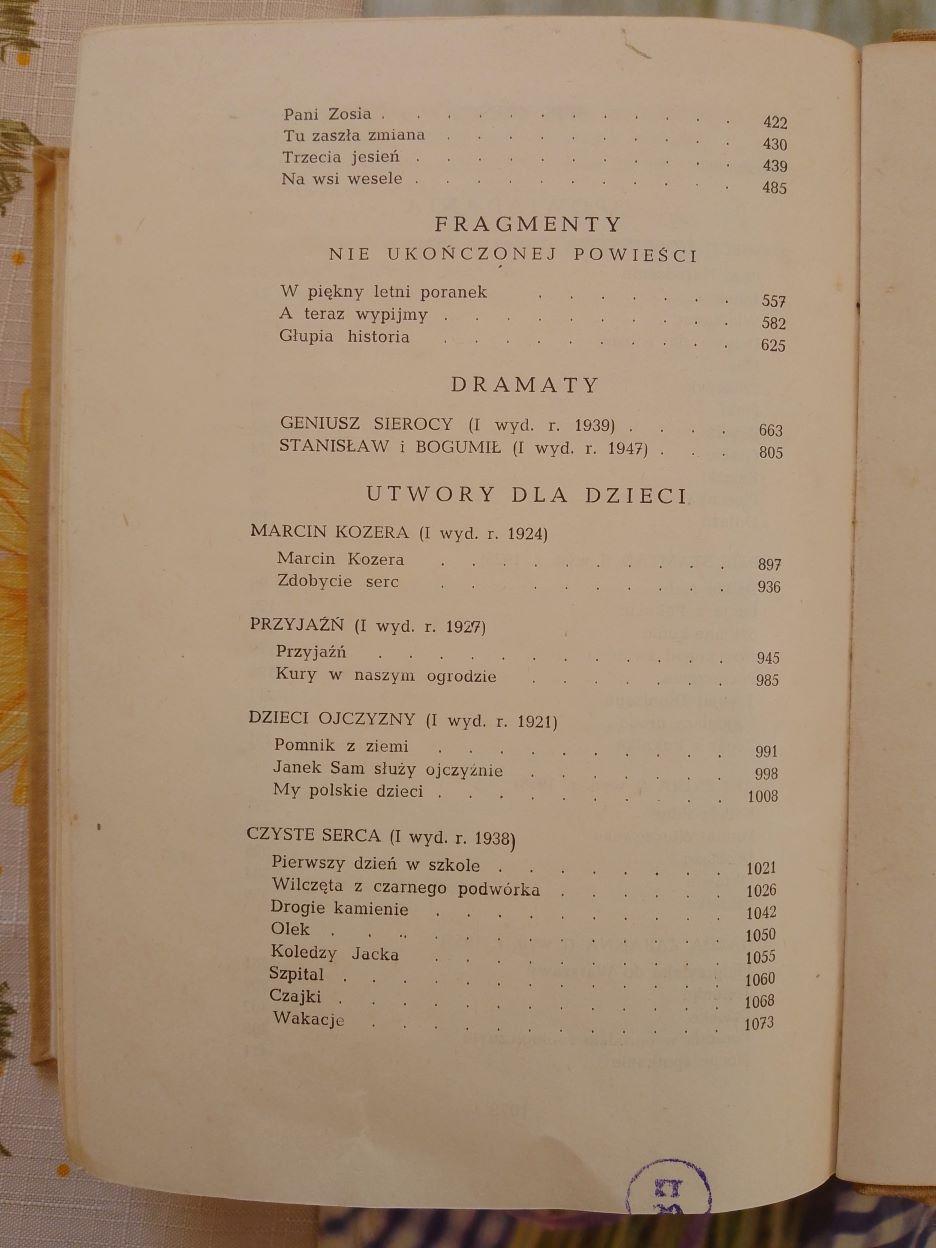 Pani Zosia . . . . . . . . . . . . 422
Tu zaszła zmiana . . . . . . . . . . 430
Trzecia jesień . . . . . . . . . . . 439
Na wsi wesele . . . . . . . . . . . 485
FRAGMENTY
NIE UKOŃCZONEJ POWIEŚCI
W piękny letni poranek . . . . . . . 557
A teraz wypijmy . . . . . . . . . . 582
Głupia historia . . . . . . . . . . 625
DRAMATY
GENIUSZ SIEROCY (I wyd. r. 1939) . . . . 663
STANISŁAW i BOGUMIŁ (I wyd. r. 1947) . . . 805
UTWORY DLA DZIECI
MARCIN KOZERA (I wyd. r. 1924)
Marcin Kozera . . . . . . . . . 897
Zdobycie serc . . . . . . . . . 936
PRZYJAŹŃ (I wyd. r. 1927)
Przyjaźń . . . . . . . . . . . . 945
Kury w naszym ogrodzie . . . . . . . 985
DZIECI OJCZYZNY (I wyd. r. 1921)
Pomnik z ziemi . . . . . . . . . . 991
Janek Sam służy ojczyźnie . . . . . . . 998
My polskie dzieci . . . . . . . . . . 1008
CZYSTE SERCA (I wyd. r. 1938)
Pierwszy dzień w szkole . . . . . . . . 1021
Wilczęta z czarnego podwórka . . . . . . 1026
Drogie kamienie . . . . . . . . . . 1042
Olek . . . . . . . . . . . . . 1050
Koledzy Jacka . . . . . . . . . . 1055
Szpital . . . . . . . . . . . . . 1060
Czajki . . . . . . . . . . . . . 1068
Wakacje . . . . . . . . . . . . 1073